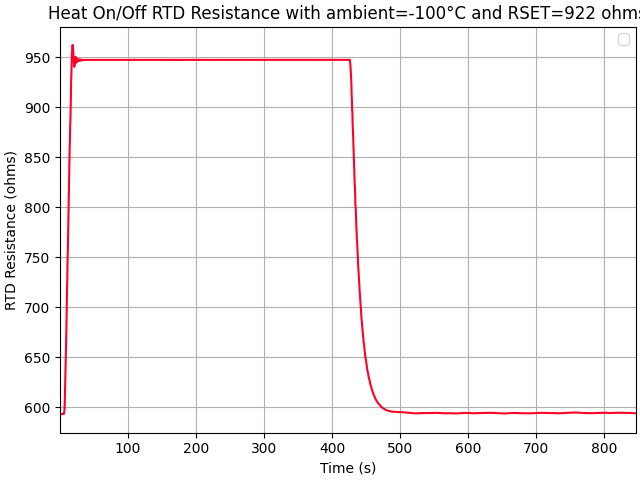 Heat On/Off RTD Resistance with ambient=-100°C and RSET=922 ohms
950
900
850
800
750
700
650
600
RTD Resistance (ohms)
100 200 300 400 500 600 700 800
Time (s)